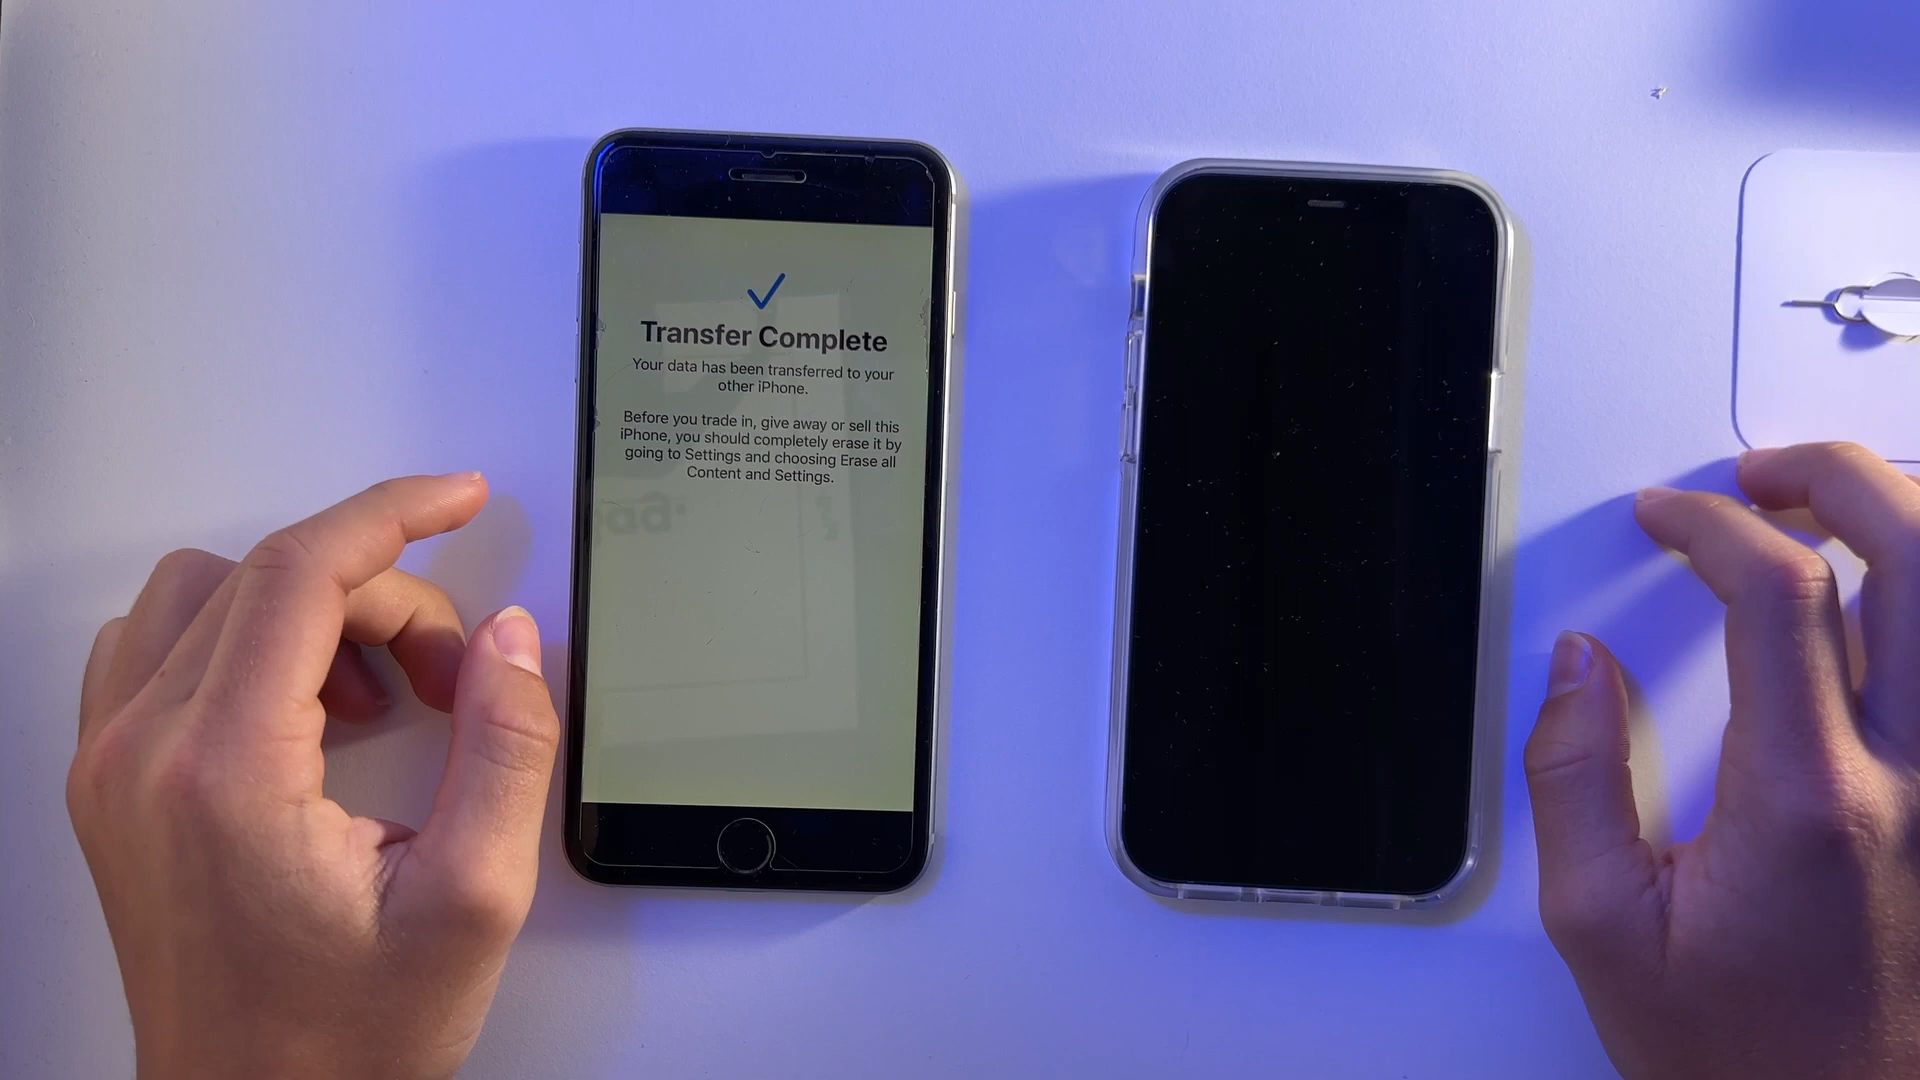 Transfer Complete
Your data has been transferred to your
other iPhone.
Before you trade in, give away or sell this
iPhone, you should completely erase it by
going to Settings and choosing Erase all
Content and Settings.